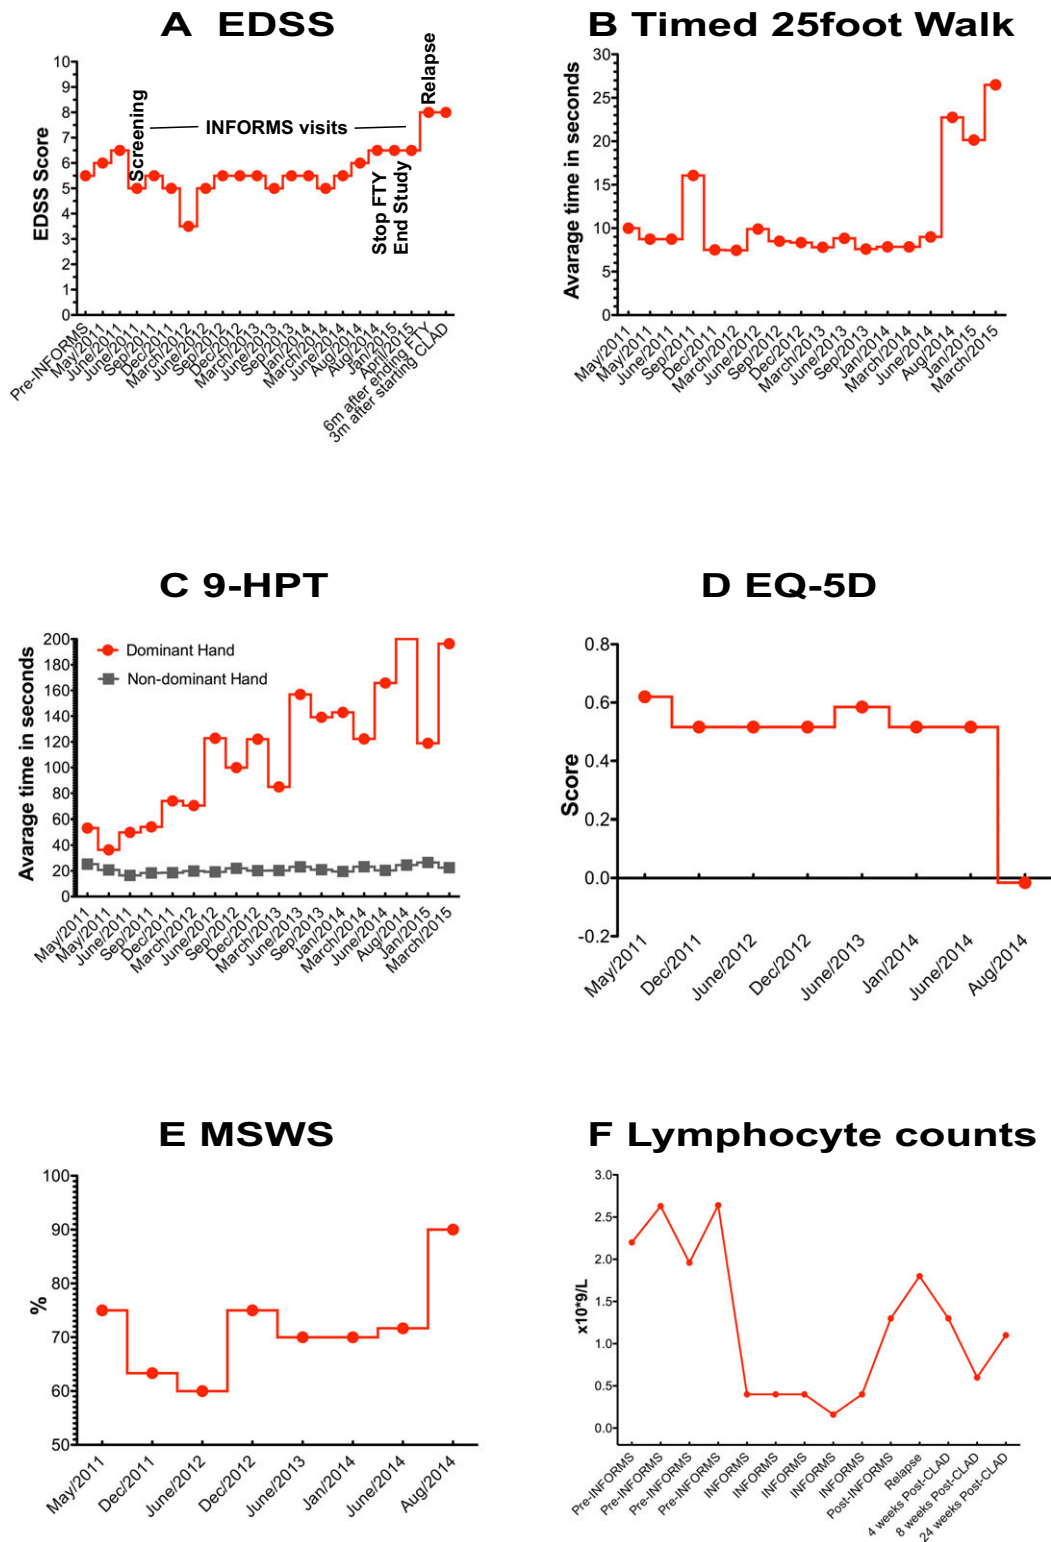 A EDSS
EDSS Score
10
9
8
7
6
5
4
3
2
1
0
Screening
INFORMS visits
Stop FTY
End Study
Relapse
Pre-INFORMS
May/2011
June/2011
June/2011
Sep/2011
Dec/2011
March/2012
June/2012
Sep/2012
Dec/2012
March/2013
June/2013
Sep/2013
Jan/2014
March/2014
June/2014
Aug/2014
Jan/2015
April/2015
6m after ending FTY
3m after starting CLAD
B Timed 25foot Walk
Avarage time in seconds
30
25
20
15
10
5
0
May/2011
May/2011
June/2011
Sep/2011
Dec/2011
March/2012
June/2012
Sep/2012
Dec/2012
March/2013
June/2013
Sep/2013
Jan/2014
March/2014
June/2014
Aug/2014
Jan/2015
March/2015
C 9-HPT
Avarage time in seconds
200
180
160
140
120
100
80
60
40
20
0
Dominant Hand
Non-dominant Hand
May/2011
May/2011
June/2011
Sep/2011
Dec/2011
March/2012
June/2012
Sep/2012
Dec/2012
March/2013
June/2013
Sep/2013
Jan/2014
March/2014
June/2014
Aug/2014
Jan/2015
March/2015
D EQ-5D
Score
0.8
0.6
0.4
0.2
0.0
-0.2
May/2011
Dec/2011
June/2012
Dec/2012
June/2013
Jan/2014
June/2014
Aug/2014
E MSWS
%
100
90
80
70
60
50
May/2011
Dec/2011
June/2012
Dec/2012
June/2013
Jan/2014
June/2014
Aug/2014
F Lymphocyte counts
x10*9/L
3.0
2.5
2.0
1.5
1.0
0.5
0.0
Pre-INFORMS
Pre-INFORMS
Pre-INFORMS
Pre-INFORMS
INFORMS
INFORMS
INFORMS
INFORMS
INFORMS
Post-INFORMS
Relapse
4 weeks Post-CLAD
8 weeks Post-CLAD
24 weeks Post-CLAD